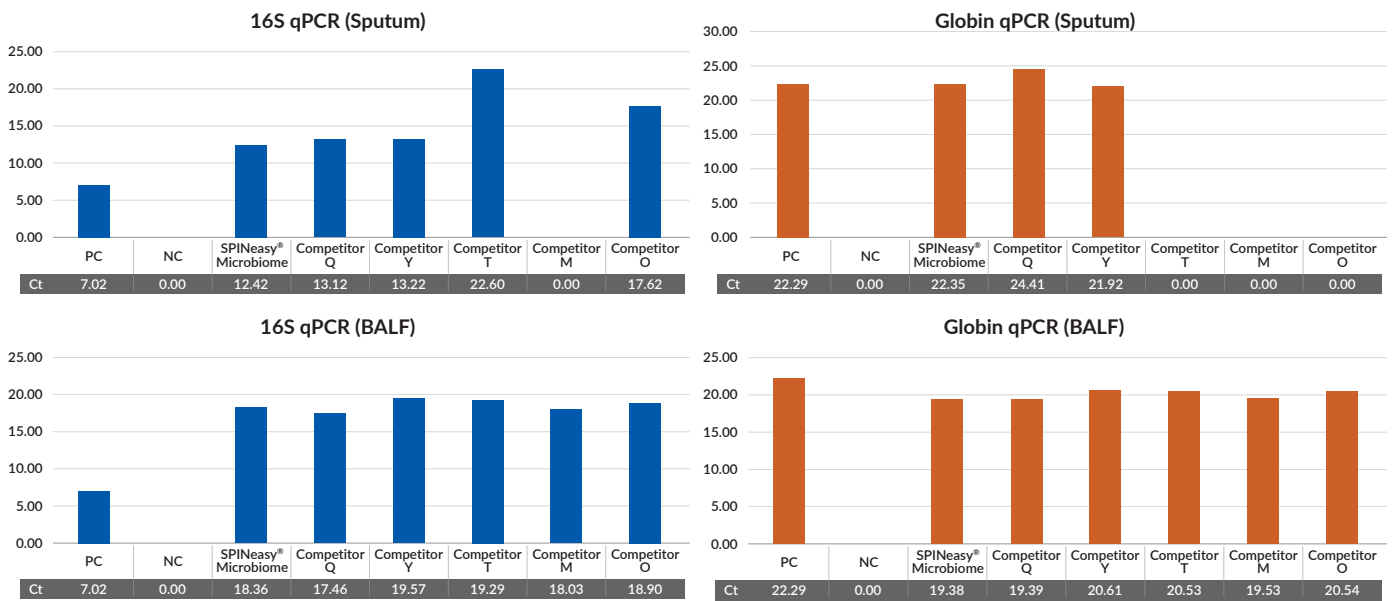 16S qPCR (Sputum)
25.00
20.00
15.00
10.00
5.00
0.00
PC NC SPINeasy® Microbiome Competitor Q Competitor Y Competitor T Competitor M Competitor O
Ct 7.02 0.00 12.42 13.12 13.22 22.60 0.00 17.62
Globin qPCR (Sputum)
30.00
25.00
20.00
15.00
10.00
5.00
0.00
PC NC SPINeasy® Microbiome Competitor Q Competitor Y Competitor T Competitor M Competitor O
Ct 22.29 0.00 22.35 24.41 21.92 0.00 0.00 0.00
16S qPCR (BALF)
25.00
20.00
15.00
10.00
5.00
0.00
PC NC SPINeasy® Microbiome Competitor Q Competitor Y Competitor T Competitor M Competitor O
Ct 7.02 0.00 18.36 17.46 19.57 19.29 18.03 18.90
Globin qPCR (BALF)
25.00
20.00
15.00
10.00
5.00
0.00
PC NC SPINeasy® Microbiome Competitor Q Competitor Y Competitor T Competitor M Competitor O
Ct 22.29 0.00 19.38 19.39 20.61 20.53 19.53 20.54